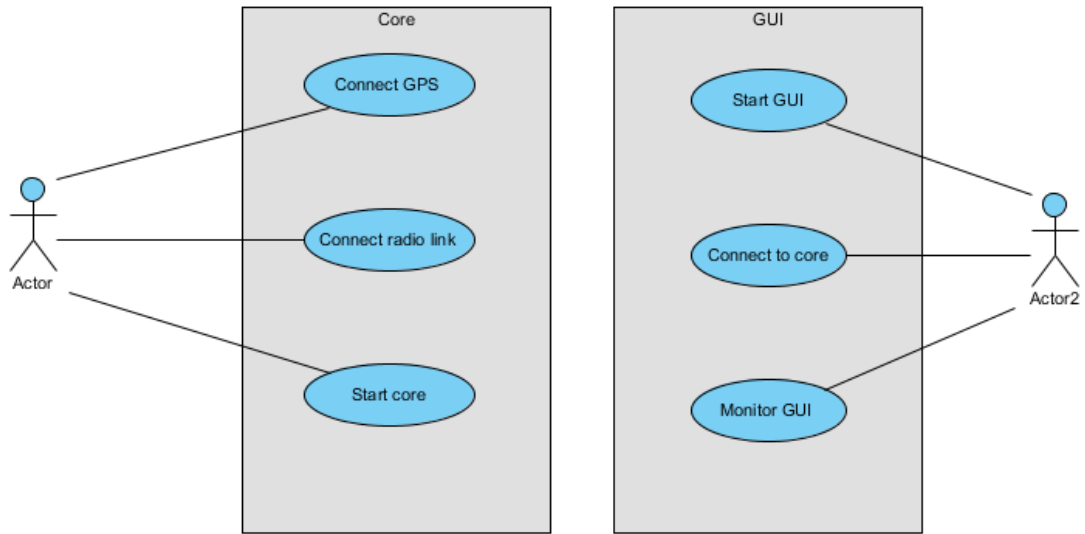 Core
Connect GPS
Connect radio link
Start core
Actor
GUI
Start GUI
Connect to core
Monitor GUI
Actor2